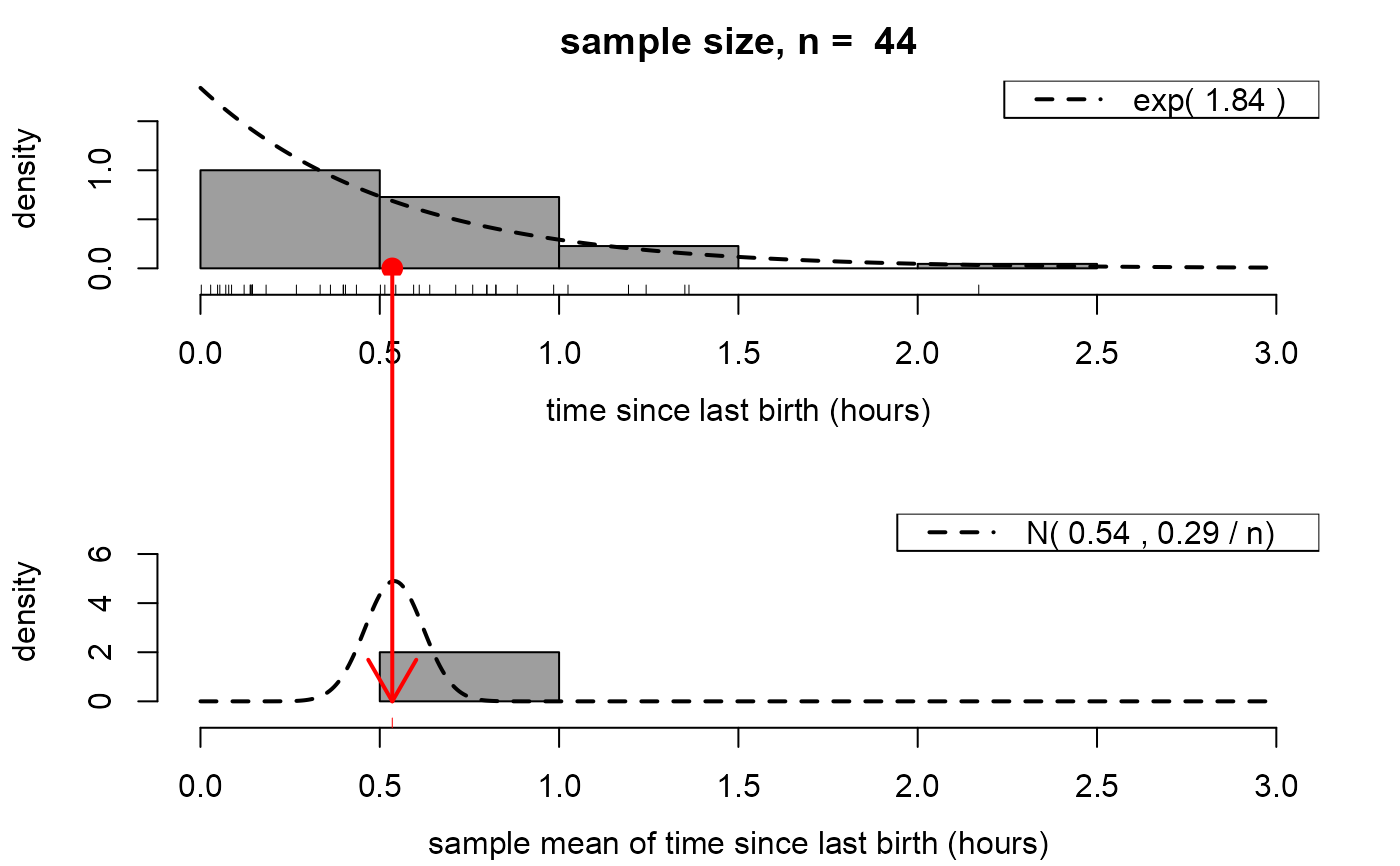 sample size, n =  44
exp( 1.84 )
density
1.0
0.0
0.0 0.5 1.0 1.5 2.0 2.5 3.0
time since last birth (hours)
N( 0.54 , 0.29 / n)
density
6
4
2
0
0.0 0.5 1.0 1.5 2.0 2.5 3.0
sample mean of time since last birth (hours)